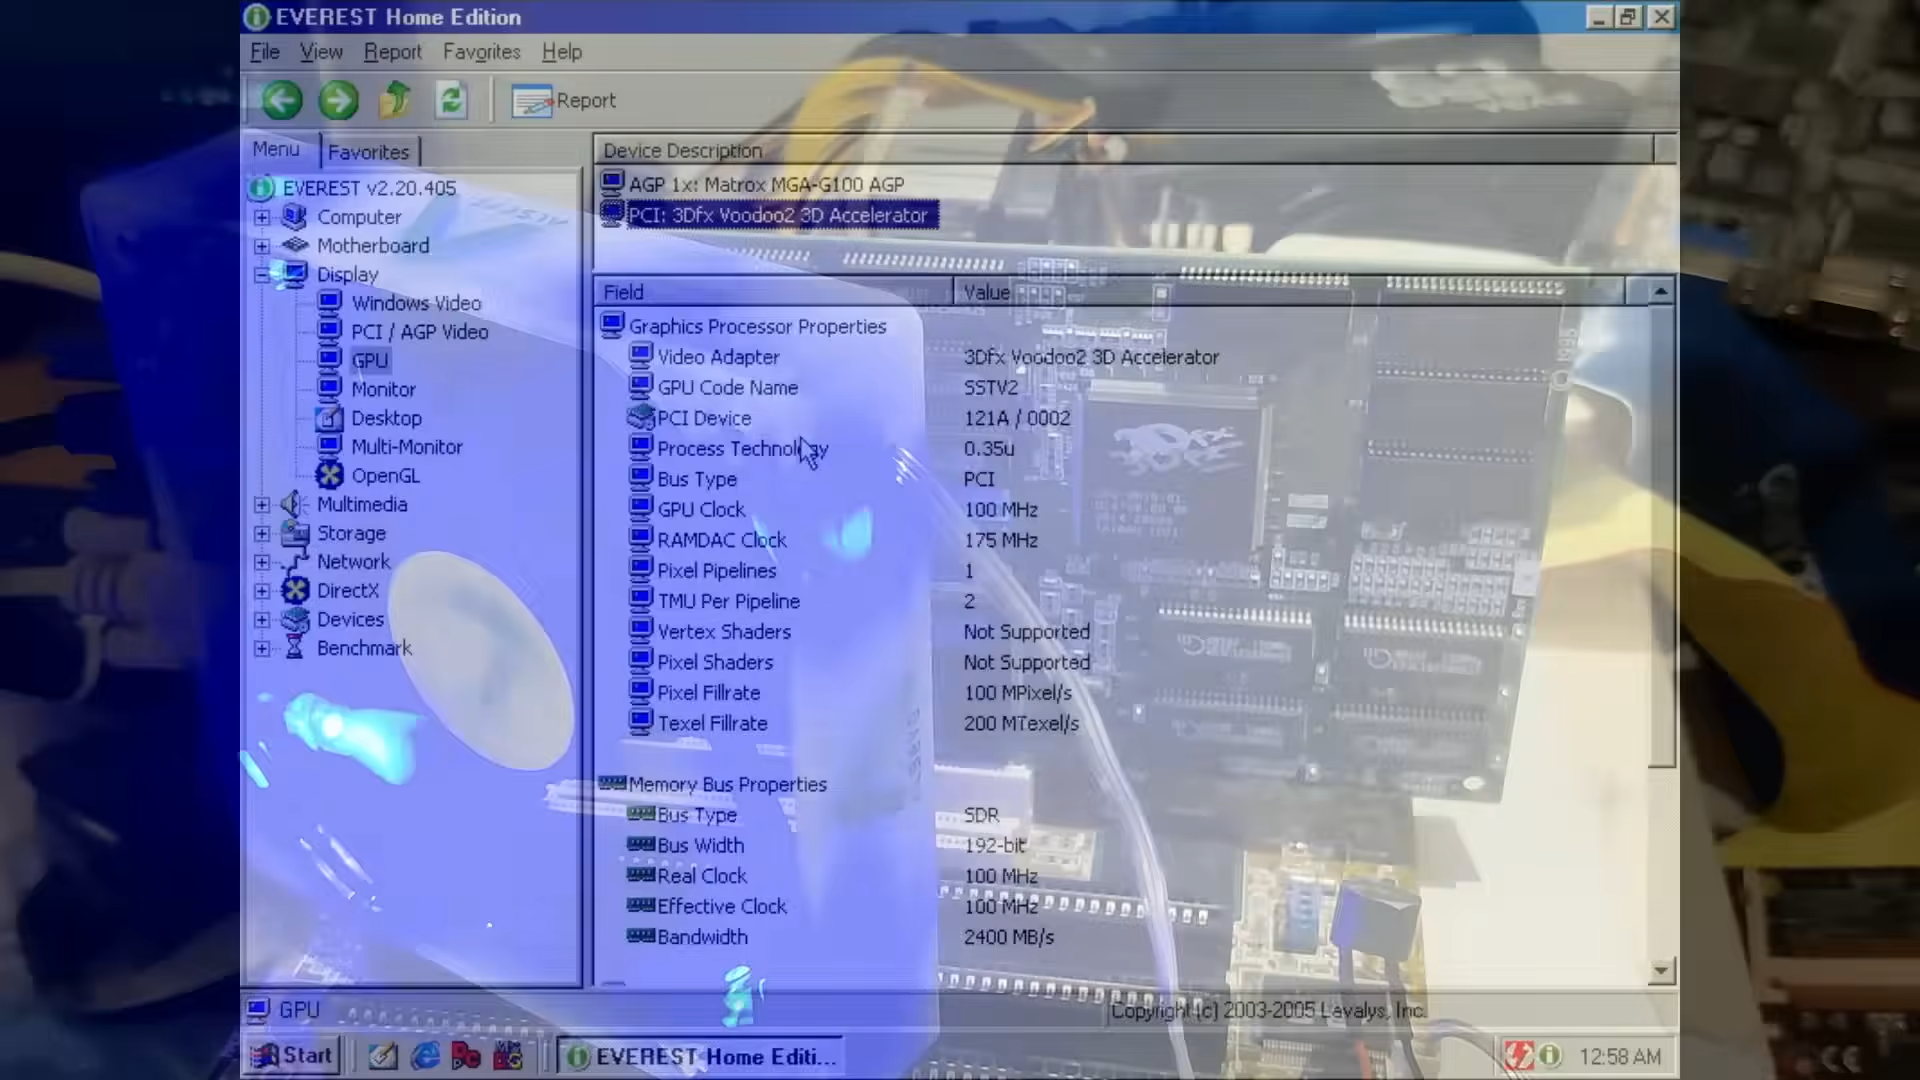 EVEREST Home Edition
File View Report Favorites Help
Report
Menu Favorites
EVEREST v2.20.405
Computer
Motherboard
Display
Windows Video
PCI / AGP Video
GPU
Monitor
Desktop
Multi-Monitor
OpenGL
Multimedia
Storage
Network
DirectX
Devices
Benchmark
Device Description
AGP 1x: Matrox MGA-G100 AGP
PCI: 3Dfx Voodoo2 3D Accelerator
Field Value
Graphics Processor Properties
Video Adapter 3Dfx Voodoo2 3D Accelerator
GPU Code Name SSTV2
PCI Device 121A / 0002
Process Technology 0.35u
Bus Type PCI
GPU Clock 100 MHz
RAMDAC Clock 175 MHz
Pixel Pipelines 1
TMU Per Pipeline 2
Vertex Shaders Not Supported
Pixel Shaders Not Supported
Pixel Fillrate 100 MPixel/s
Texel Fillrate 200 MTexel/s
Memory Bus Properties
Bus Type SDR
Bus Width 192-bit
Real Clock 100 MHz
Effective Clock 100 MHz
Bandwidth 2400 MB/s
GPU
Copyright (c) 2003-2005 Lavalys, Inc.
Start
EVEREST Home Editi...
12:58 AM